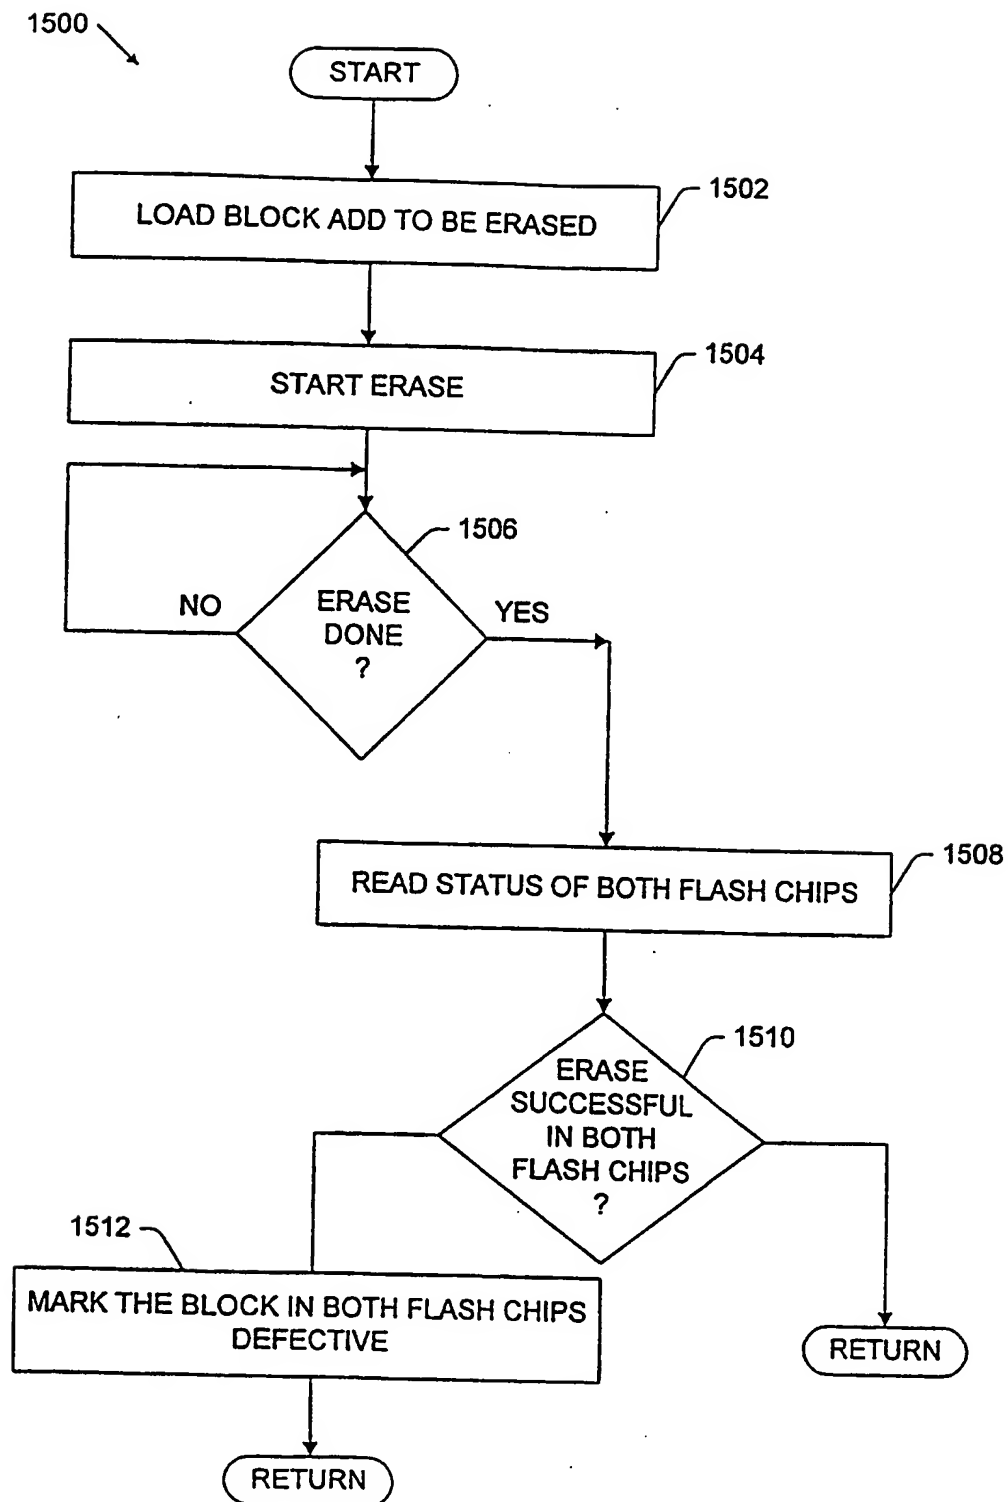 1500
START
LOAD BLOCK ADD TO BE ERASED
1502
START ERASE
1504
1506
ERASE
DONE
?
NO
YES
READ STATUS OF BOTH FLASH CHIPS
1508
1510
ERASE
SUCCESSFUL
IN BOTH
FLASH CHIPS
?
1512
MARK THE BLOCK IN BOTH FLASH CHIPS
DEFECTIVE
RETURN
RETURN